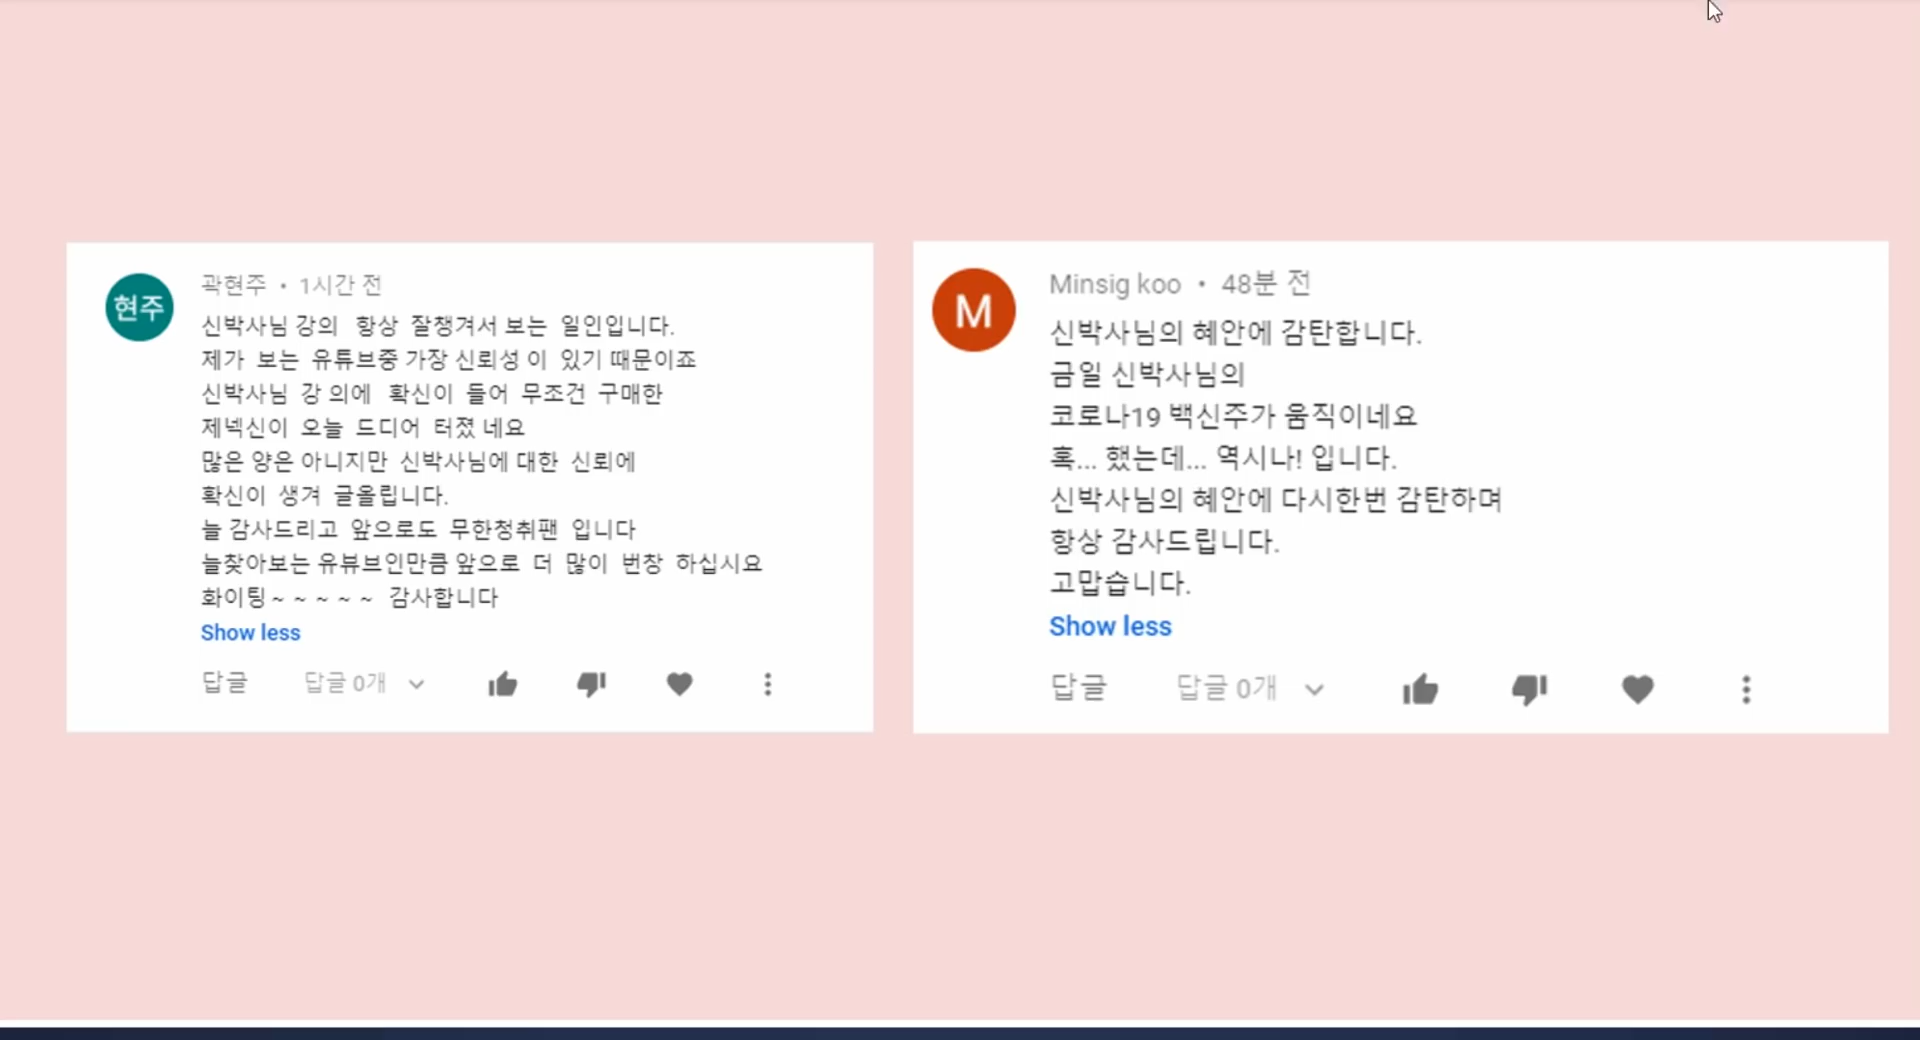 현주
곽현주 • 1시간 전
신박사님 강의 항상 잘챙겨서 보는 일인입니다.
제가 보는 유튜브중 가장 신뢰성 이 있기 때문이죠
신박사님 강 의에 확신이 들어 무조건 구매한
제넥신이 오늘 드디어 터졌 네요
많은 양은 아니지만 신박사님에 대한 신뢰에
확신이 생겨 글올립니다.
늘 감사드리고 앞으로도 무한청취팬 입니다
늘찾아보는 유튜브인만큼 앞으로 더 많이 번창 하십시요
화이팅~ ~ ~ ~ ~ 감사합니다
Show less
답글 답글 0개
M
Minsig koo • 48분 전
신박사님의 혜안에 감탄합니다.
금일 신박사님의
코로나19 백신주가 움직이네요
혹... 했는데... 역시나! 입니다.
신박사님의 혜안에 다시한번 감탄하며
항상 감사드립니다.
고맙습니다.
Show less
답글 답글 0개